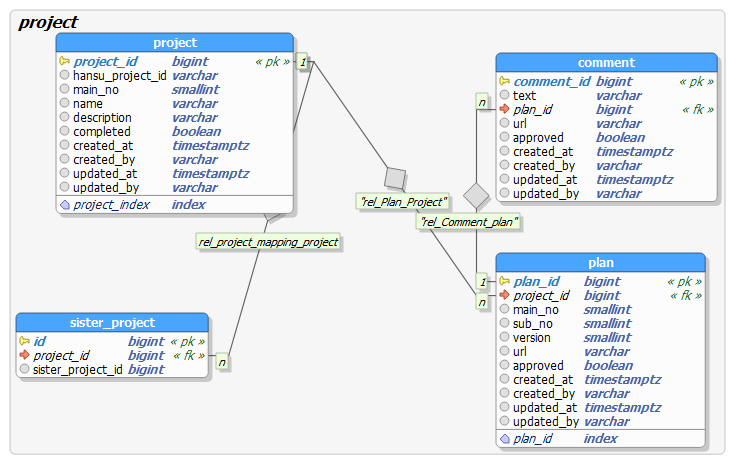 project
project
project_id bigint « pk »
hansu_project_id varchar
main_no smallint
name varchar
description varchar
completed boolean
created_at timestamptz
created_by varchar
updated_at timestamptz
updated_by varchar
project_index index
1
"rel_Plan_Project"
rel_project_mapping_project
comment
comment_id bigint « pk »
text varchar
plan_id bigint « fk »
url varchar
approved boolean
created_at timestamptz
created_by varchar
updated_at timestamptz
updated_by varchar
n
"rel_Comment_plan"
1
n
sister_project
id bigint « pk »
project_id bigint « fk »
sister_project_id bigint
n
plan
plan_id bigint « pk »
project_id bigint « fk »
main_no smallint
sub_no smallint
version smallint
url varchar
approved boolean
created_at timestamptz
created_by varchar
updated_at timestamptz
updated_by varchar
plan_id index